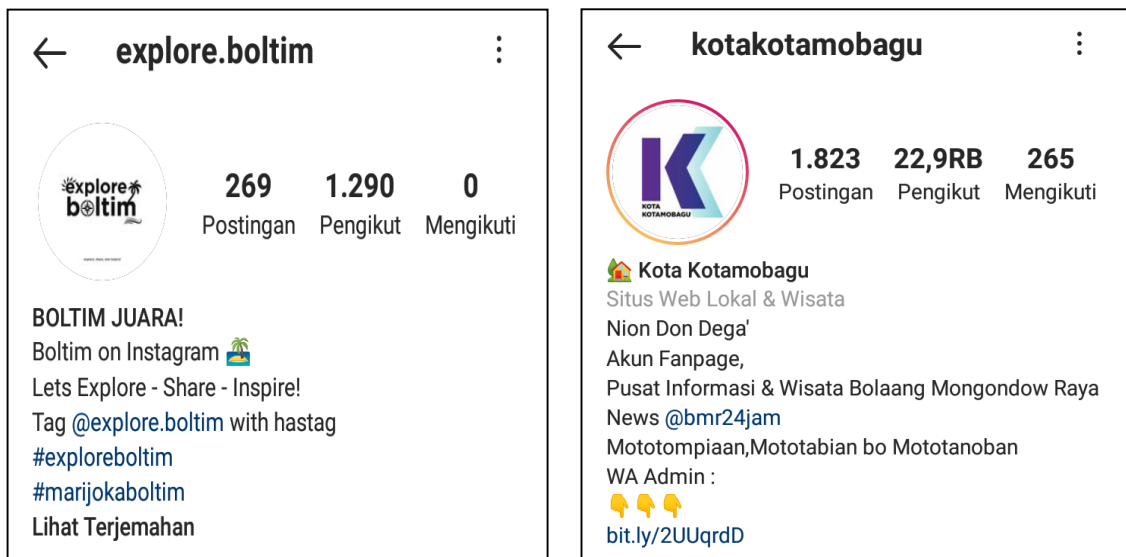 explore.boltim
explore
boltim
269 1.290 0
Postingan Pengikut Mengikuti
BOLTIM JUARA!
Boltim on Instagram 🏝️
Lets Explore - Share - Inspire!
Tag @explore.boltim with hastag
#exploreboltim
#marijokaboltim
Lihat Terjemahan
kotakotamobagu
K
KOTA
KOTAMOBAGU
1.823 22,9RB 265
Postingan Pengikut Mengikuti
🏡 Kota Kotamobagu
Situs Web Lokal & Wisata
Nion Don Dega'
Akun Fanpage,
Pusat Informasi & Wisata Bolaang Mongondow Raya
News @bmr24jam
Mototompiaan,Mototabian bo Mototanoban
WA Admin :
👇👇👇
bit.ly/2UUqrdD